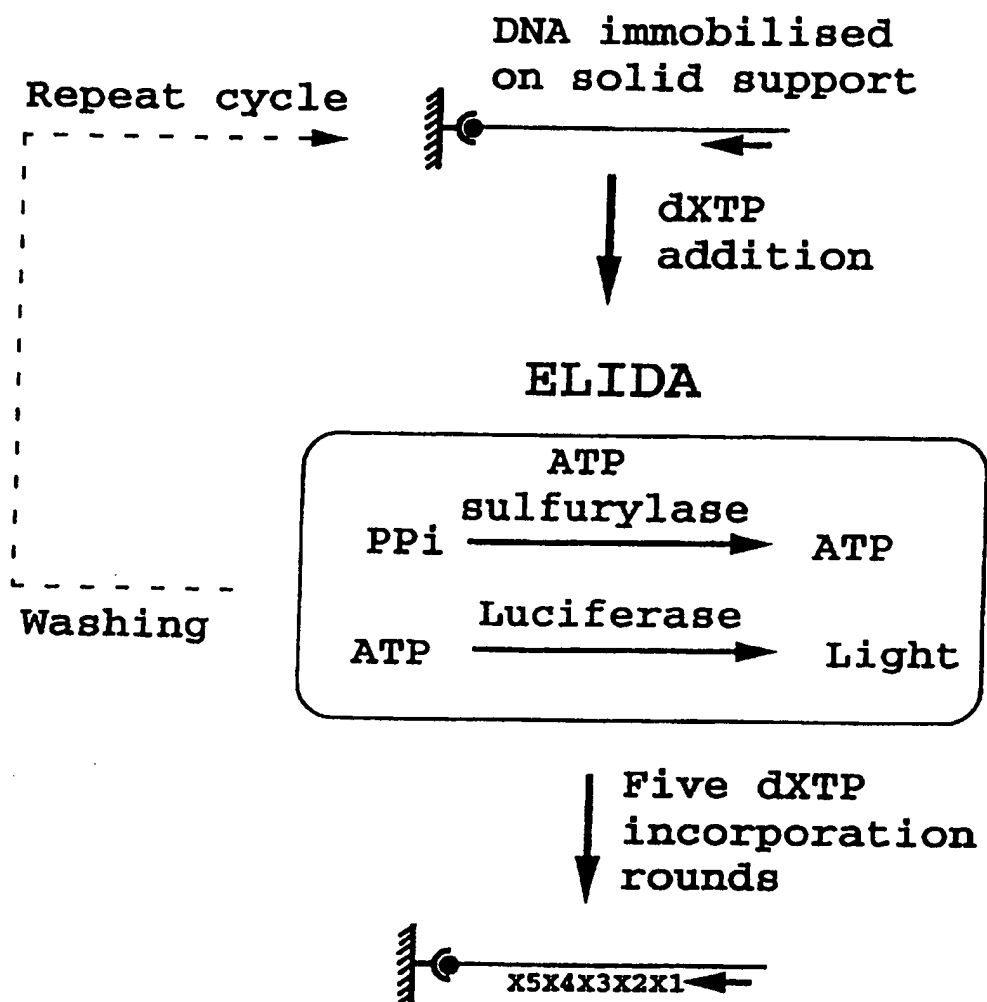 DNA immobilised
on solid support
Repeat cycle
dXTP
addition
ELIDA
ATP
sulfurylase
PPi
ATP
Luciferase
ATP
Light
Washing
Five dXTP
incorporation
rounds
X5X4X3X2X1